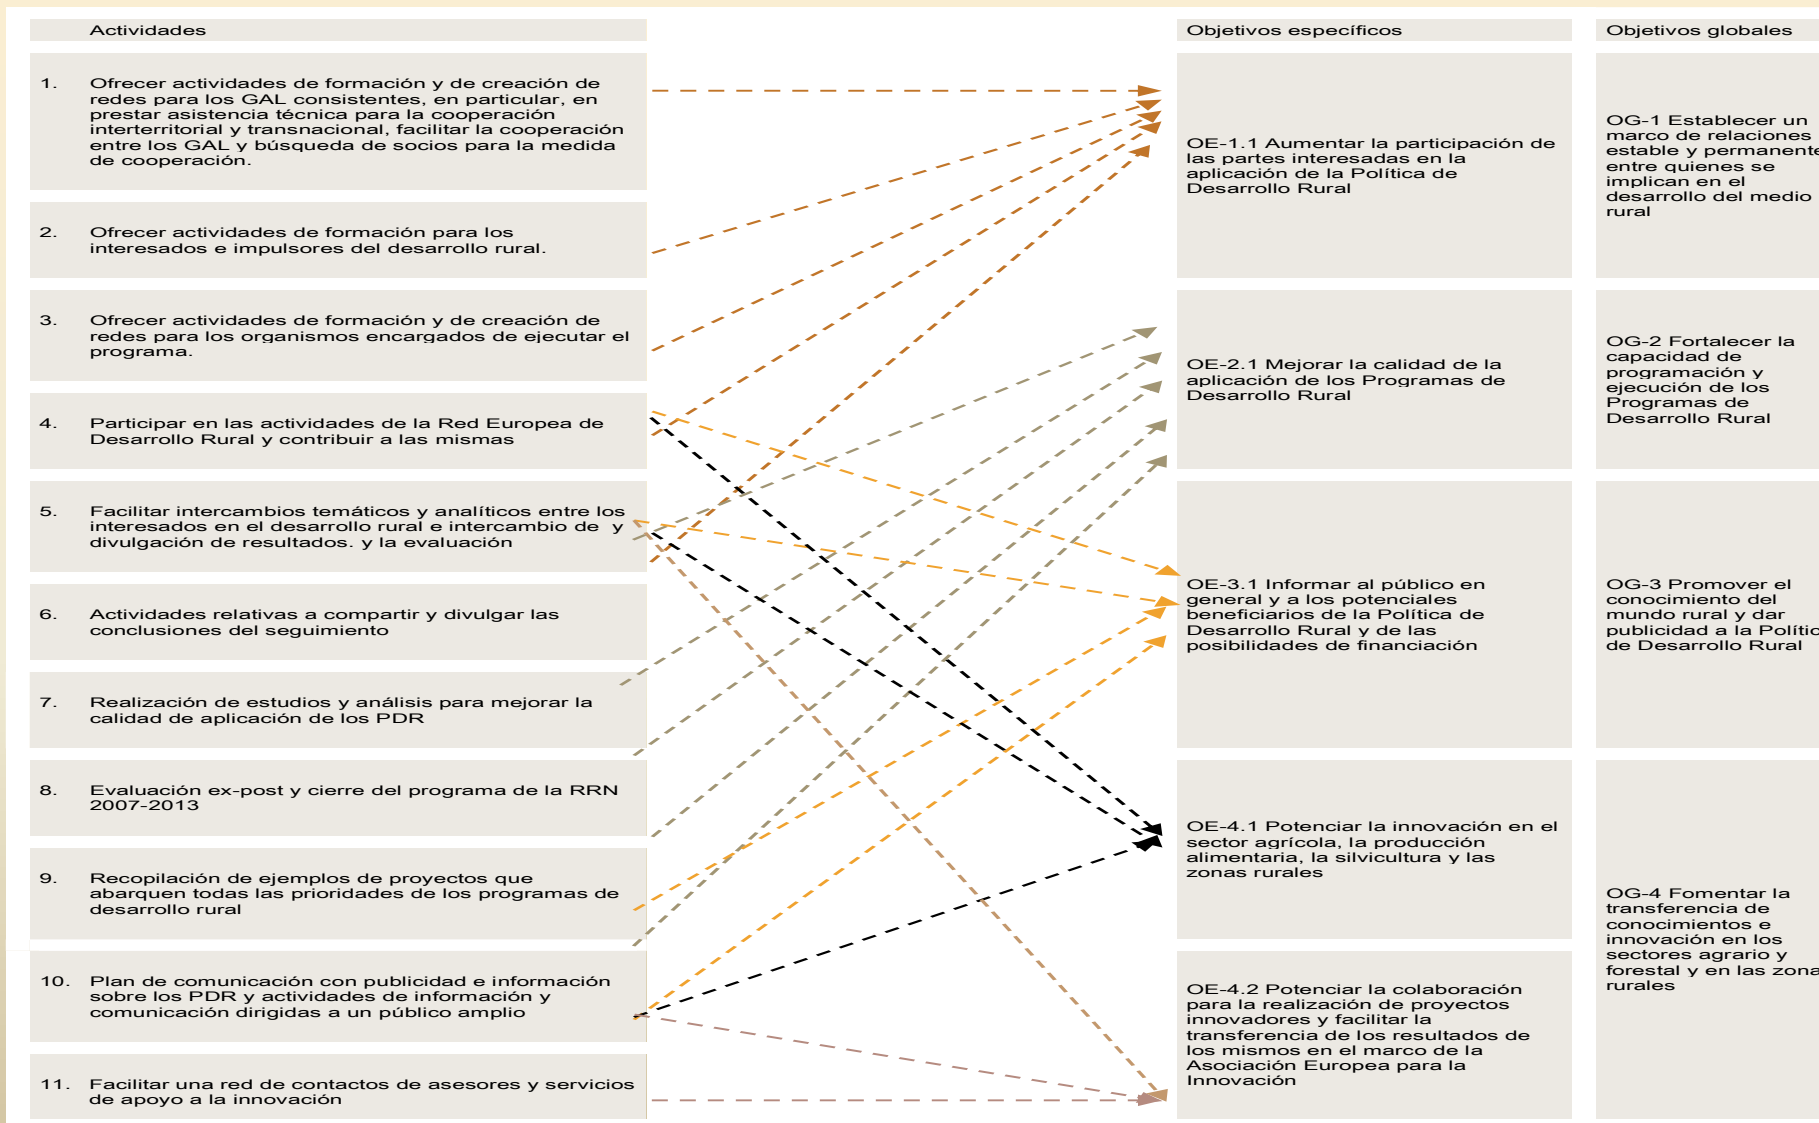 Actividades
1. Ofrecer actividades de formación y de creación de
redes para los GAL consistentes, en particular, en
prestar asistencia técnica para la cooperación
interterritorial y transnacional, facilitar la cooperación
entre los GAL y búsqueda de socios para la medida
de cooperación.
2. Ofrecer actividades de formación para los
interesados e impulsores del desarrollo rural.
3. Ofrecer actividades de formación y de creación de
redes para los organismos encargados de ejecutar el
programa.
4. Participar en las actividades de la Red Europea de
Desarrollo Rural y contribuir a las mismas
5. Facilitar intercambios temáticos y analíticos entre los
interesados en el desarrollo rural e intercambio de y
divulgación de resultados. y la evaluación
6. Actividades relativas a compartir y divulgar las
conclusiones del seguimiento
7. Realización de estudios y análisis para mejorar la
calidad de aplicación de los PDR
8. Evaluación ex-post y cierre del programa de la RRN
2007-2013
9. Recopilación de ejemplos de proyectos que
abarquen todas las prioridades de los programas de
desarrollo rural
10. Plan de comunicación con publicidad e información
sobre los PDR y actividades de información y
comunicación dirigidas a un público amplio
11. Facilitar una red de contactos de asesores y servicios
de apoyo a la innovación
Objetivos específicos
OE-1.1 Aumentar la participación de
las partes interesadas en la
aplicación de la Política de
Desarrollo Rural
OE-2.1 Mejorar la calidad de la
aplicación de los Programas de
Desarrollo Rural
OE-3.1 Informar al público en
general y a los potenciales
beneficiarios de la Política de
Desarrollo Rural y de las
posibilidades de financiación
OE-4.1 Potenciar la innovación en el
sector agrícola, la producción
alimentaria, la silvicultura y las
zonas rurales
OE-4.2 Potenciar la colaboración
para la realización de proyectos
innovadores y facilitar la
transferencia de los resultados de
los mismos en el marco de la
Asociación Europea para la
Innovación
Objetivos globales
OG-1 Establecer un
marco de relaciones
estable y permanente
entre quienes se
implican en el
desarrollo del medio
rural
OG-2 Fortalecer la
capacidad de
programación y
ejecución de los
Programas de
Desarrollo Rural
OG-3 Promover el
conocimiento del
mundo rural y dar
publicidad a la Polític
de Desarrollo Rural
OG-4 Fomentar la
transferencia de
conocimientos e
innovación en los
sectores agrario y
forestal y en las zona
rurales